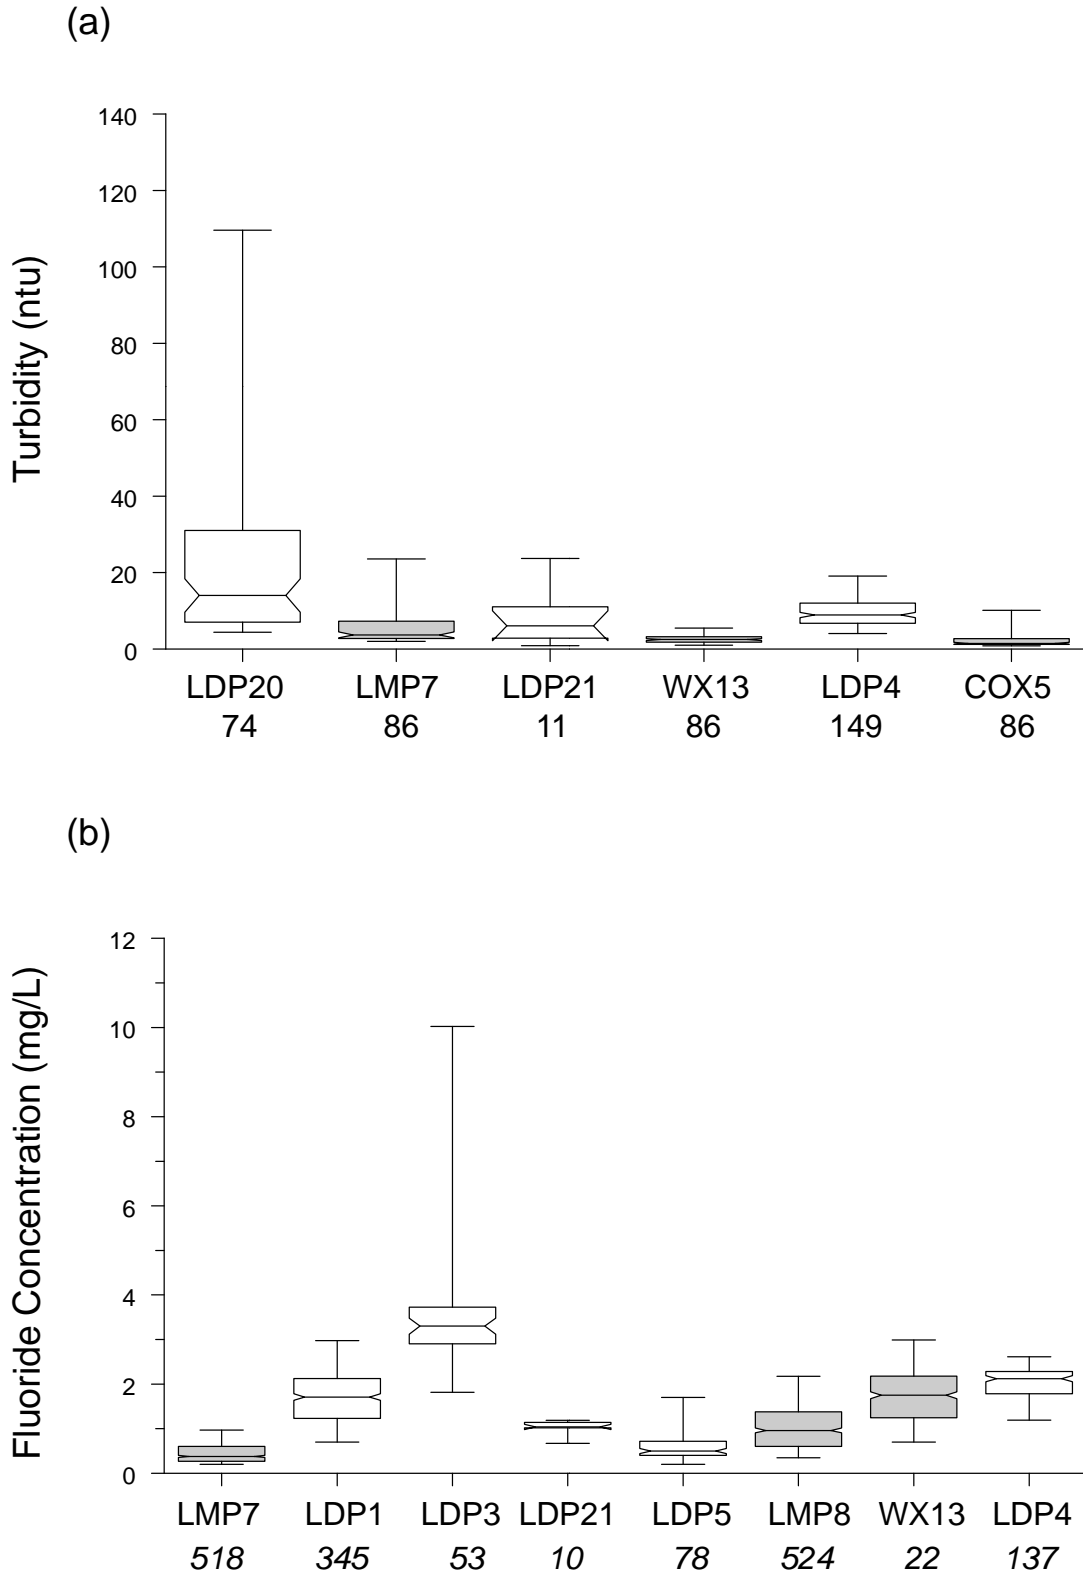 (a)
Turbidity (ntu)
140
120
100
80
60
40
20
0
LDP20 LMP7 LDP21 WX13 LDP4 COX5
74 86 11 86 149 86
(b)
Fluoride Concentration (mg/L)
12
10
8
6
4
2
0
LMP7 LDP1 LDP3 LDP21 LDP5 LMP8 WX13 LDP4
518 345 53 10 78 524 22 137